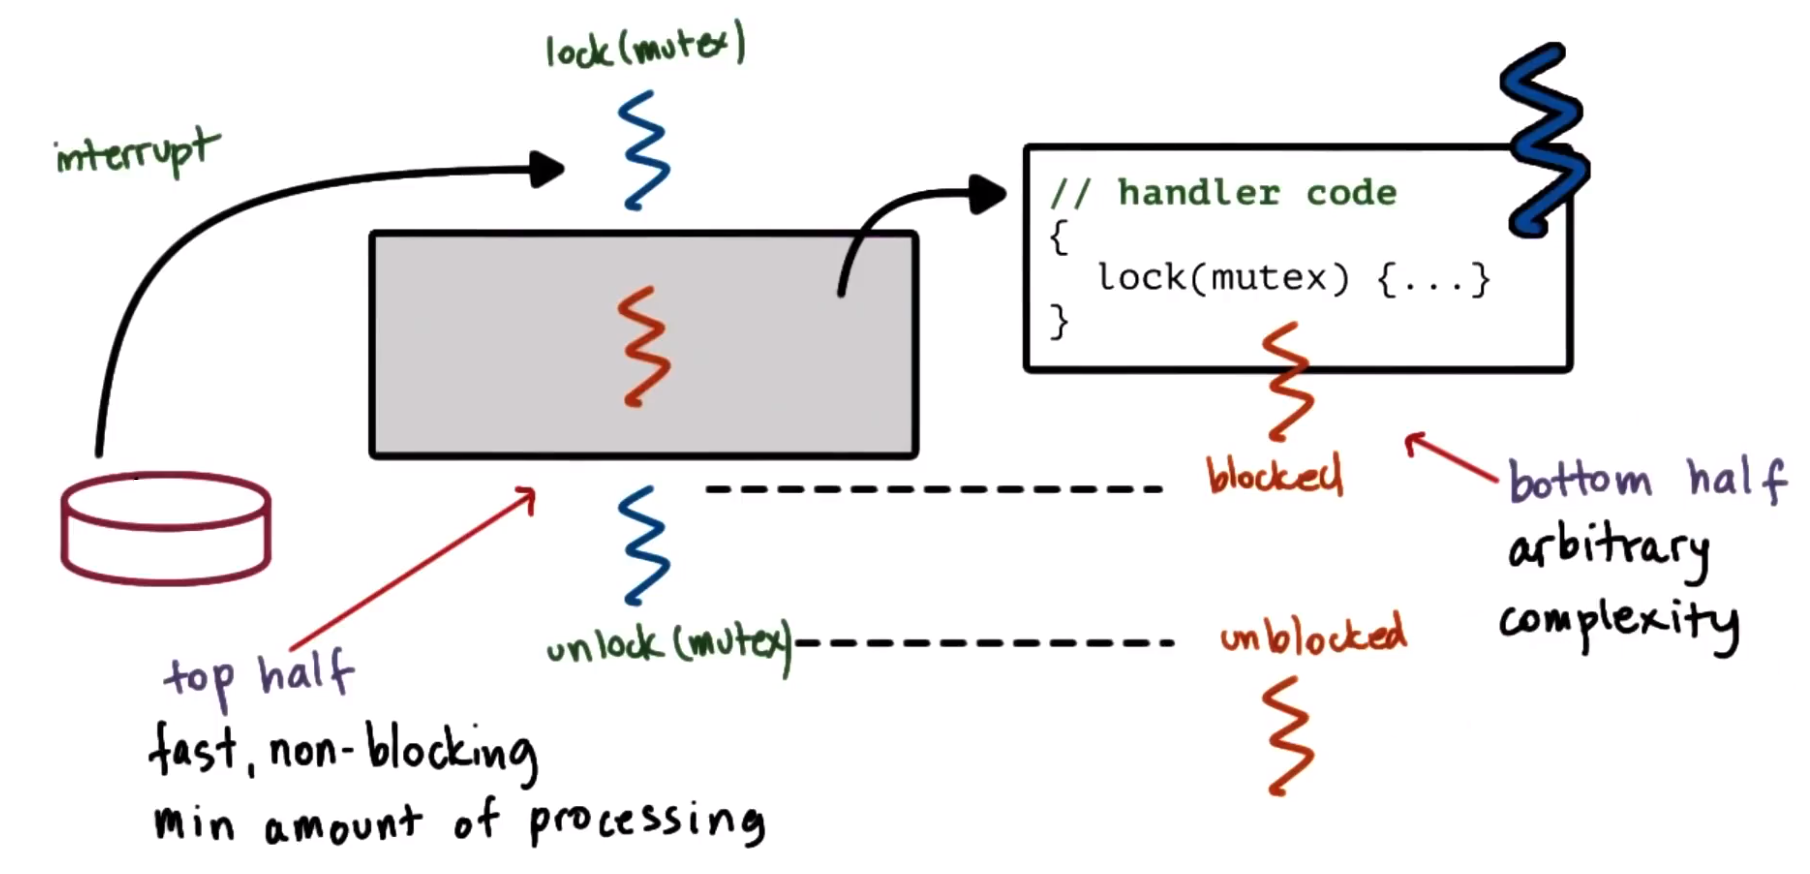 lock(mutex)
interrupt
// handler code
{
lock(mutex) {...}
}
blocked
bottom half
arbitrary
complexity
unlock(mutex)
unblocked
top half
fast, non-blocking
min amount of processing